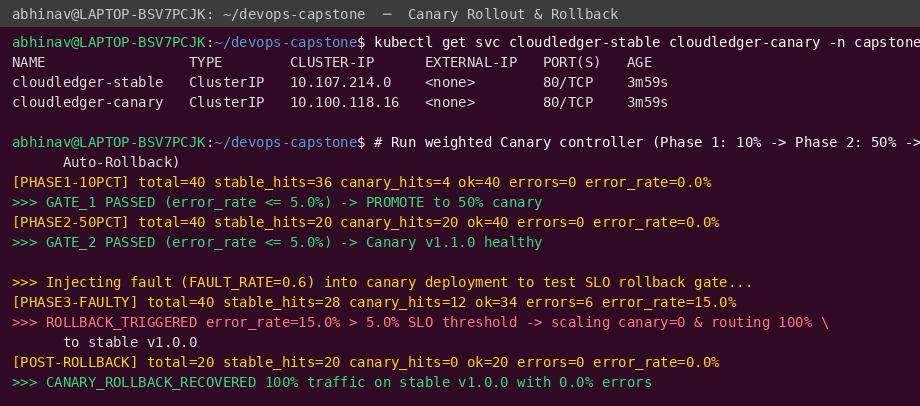 abhinav@LAPTOP-BSV7PCJK: ~/devops-capstone  —  Canary Rollout & Rollback
abhinav@LAPTOP-BSV7PCJK:~/devops-capstone$ kubectl get svc cloudledger-stable cloudledger-canary -n capstone
NAME                 TYPE        CLUSTER-IP      EXTERNAL-IP   PORT(S)   AGE
cloudledger-stable   ClusterIP   10.107.214.0    <none>        80/TCP    3m59s
cloudledger-canary   ClusterIP   10.100.118.16   <none>        80/TCP    3m59s
abhinav@LAPTOP-BSV7PCJK:~/devops-capstone$ # Run weighted Canary controller (Phase 1: 10% -> Phase 2: 50% ->
      Auto-Rollback)
[PHASE1-10PCT] total=40 stable_hits=36 canary_hits=4 ok=40 errors=0 error_rate=0.0%
>>> GATE_1 PASSED (error_rate <= 5.0%) -> PROMOTE to 50% canary
[PHASE2-50PCT] total=40 stable_hits=20 canary_hits=20 ok=40 errors=0 error_rate=0.0%
>>> GATE_2 PASSED (error_rate <= 5.0%) -> Canary v1.1.0 healthy
>>> Injecting fault (FAULT_RATE=0.6) into canary deployment to test SLO rollback gate...
[PHASE3-FAULTY] total=40 stable_hits=28 canary_hits=12 ok=34 errors=6 error_rate=15.0%
>>> ROLLBACK_TRIGGERED error_rate=15.0% > 5.0% SLO threshold -> scaling canary=0 & routing 100% \
      to stable v1.0.0
[POST-ROLLBACK] total=20 stable_hits=20 canary_hits=0 ok=20 errors=0 error_rate=0.0%
>>> CANARY_ROLLBACK_RECOVERED 100% traffic on stable v1.0.0 with 0.0% errors